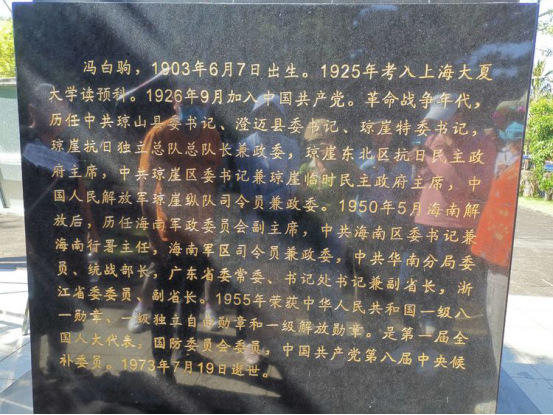 冯白驹，1903年6月7日出生。1925年考入上海大夏
大学读预科。1926年9月加入中国共产党。革命战争年代，
历任中共琼山县委书记、澄迈县委书记、琼崖特委书记，
琼崖抗日独立总队总队长兼政委，琼崖东北区抗日民主政
府主席，中共琼崖区委书记兼琼崖临时民主政府主席，中
国人民解放军琼崖纵队司令员兼政委。1950年5月海南解
放后，历任海南军政委员会副主席，中共海南区委书记兼
海南行署主任，海南军区司令员兼政委，中共华南分局委
员、统战部长，广东省委常委、书记处书记兼副省长，浙
江省委委员、副省长。1955年荣获中华人民共和国一级八
一勋章、一级独立自由勋章和一级解放勋章。是第一届全
国人大代表，国防委员会委员，中国共产党第八届中央候
补委员。1973年7月19日逝世。